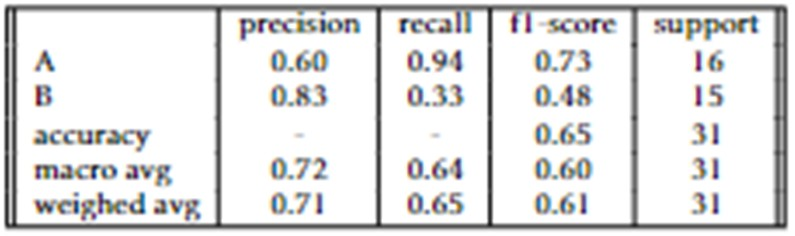 precision recall f1-score support
A 0.60 0.94 0.73 16
B 0.83 0.33 0.48 15
accuracy - - 0.65 31
macro avg 0.72 0.64 0.60 31
weighed avg 0.71 0.65 0.61 31